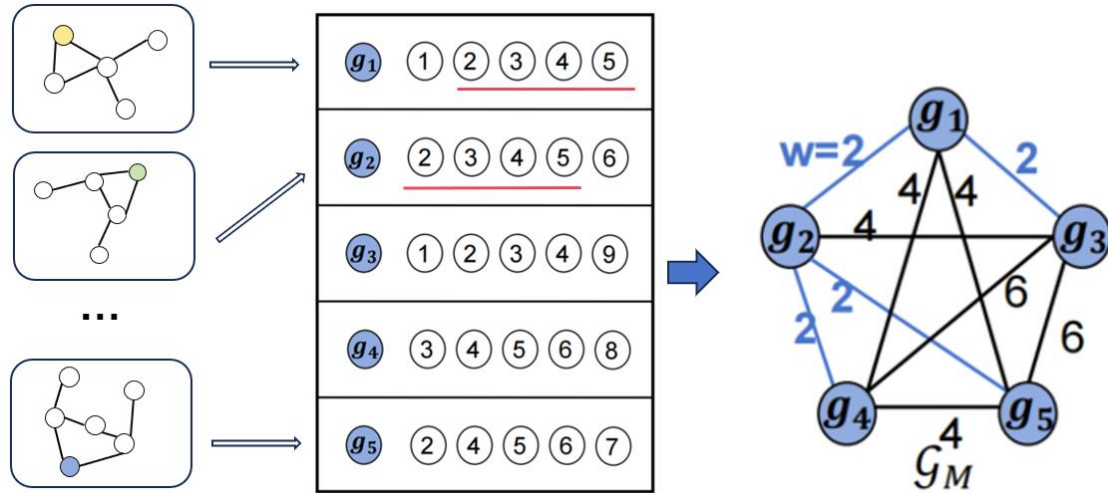 g₁ 1 2 3 4 5
g₂ 2 3 4 5 6
g₃ 1 2 3 4 9
...
g₄ 3 4 5 6 8
g₅ 2 4 5 6 7
g₁
w=2 2
4 4
g₂ 4 g₃
2 2 6 6
g₄ g₅
4
𝒢_M